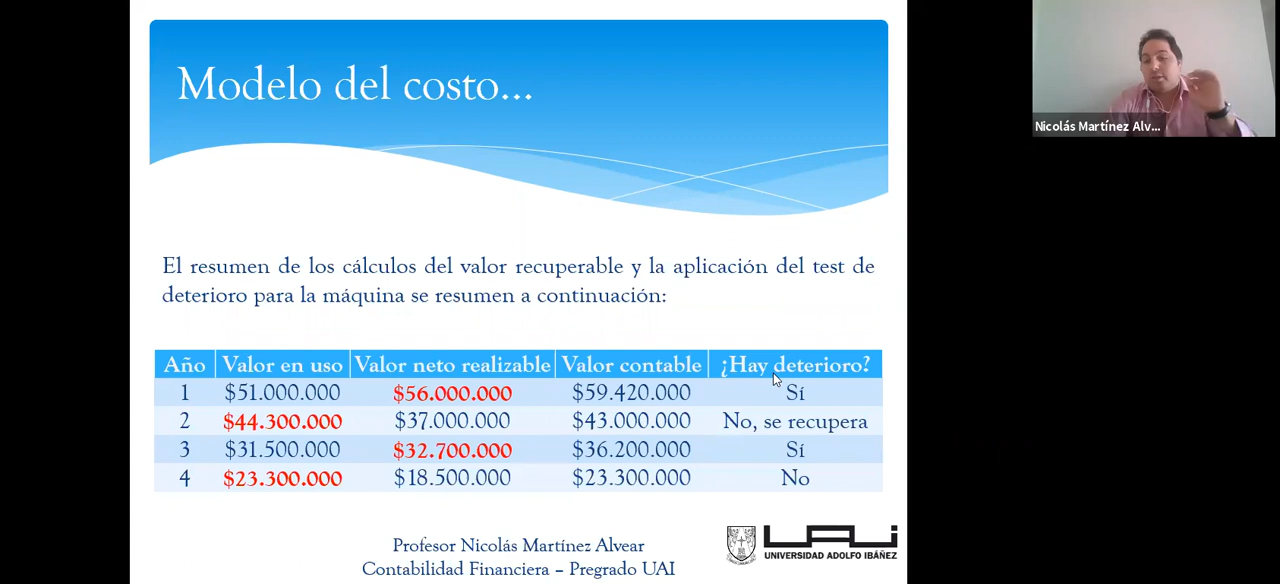 Modelo del costo...
Nicolás Martínez Alv...
El resumen de los cálculos del valor recuperable y la aplicación del test de
deterioro para la máquina se resumen a continuación:
Año Valor en uso Valor neto realizable Valor contable ¿Hay deterioro?
1 $51.000.000 $56.000.000 $59.420.000 Sí
2 $44.300.000 $37.000.000 $43.000.000 No, se recupera
3 $31.500.000 $32.700.000 $36.200.000 Sí
4 $23.300.000 $18.500.000 $23.300.000 No
Profesor Nicolás Martínez Alvear
Contabilidad Financiera – Pregrado UAI
UAI
UNIVERSIDAD ADOLFO IBÁÑEZ